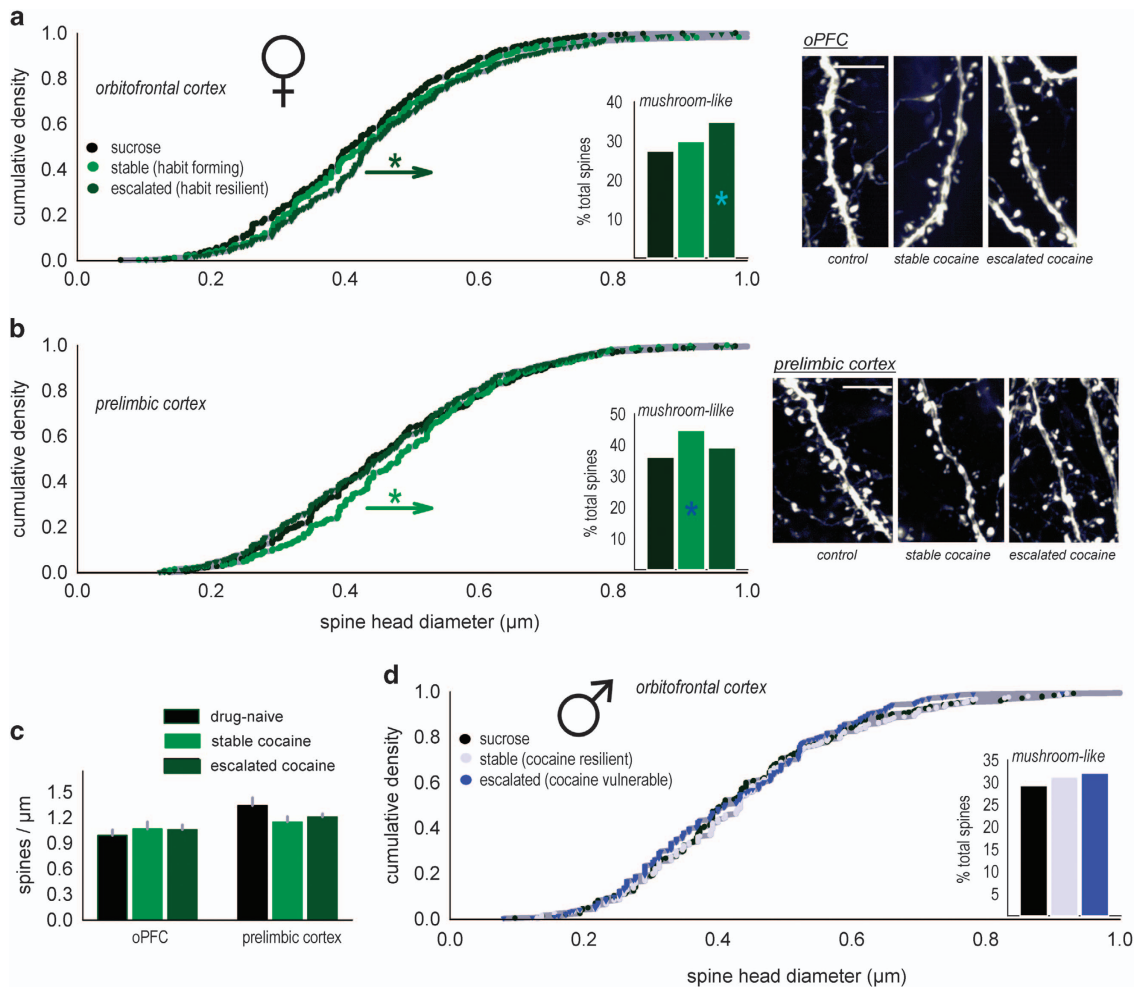 a
1.0
0.8
0.6
0.4
0.2
0.0
cumulative density
orbitofrontal cortex
sucrose
stable (habit forming)
escalated (habit resilient)
*
0.2
0.4
0.6
0.8
1.0
40
30
20
10
% total spines
mushroom-like
*
oPFC
control
stable cocaine
escalated cocaine
b
1.0
0.8
0.6
0.4
0.2
0.0
cumulative density
prelimbic cortex
*
0.0
0.2
0.4
0.6
0.8
1.0
spine head diameter (µm)
50
40
30
20
10
% total spines
mushroom-lilke
*
prelimbic cortex
control
stable cocaine
escalated cocaine
c
drug-naive
stable cocaine
escalated cocaine
1.5
1.2
0.9
0.6
0.3
0.0
spines / µm
oPFC
prelimbic cortex
d
orbitofrontal cortex
1.0
0.8
0.6
0.4
0.2
0.0
cumulative density
sucrose
stable (cocaine resilient)
escalated (cocaine vulnerable)
0.0
0.2
0.4
0.6
0.8
1.0
spine head diameter (µm)
35
30
25
20
15
10
5
% total spines
mushroom-like